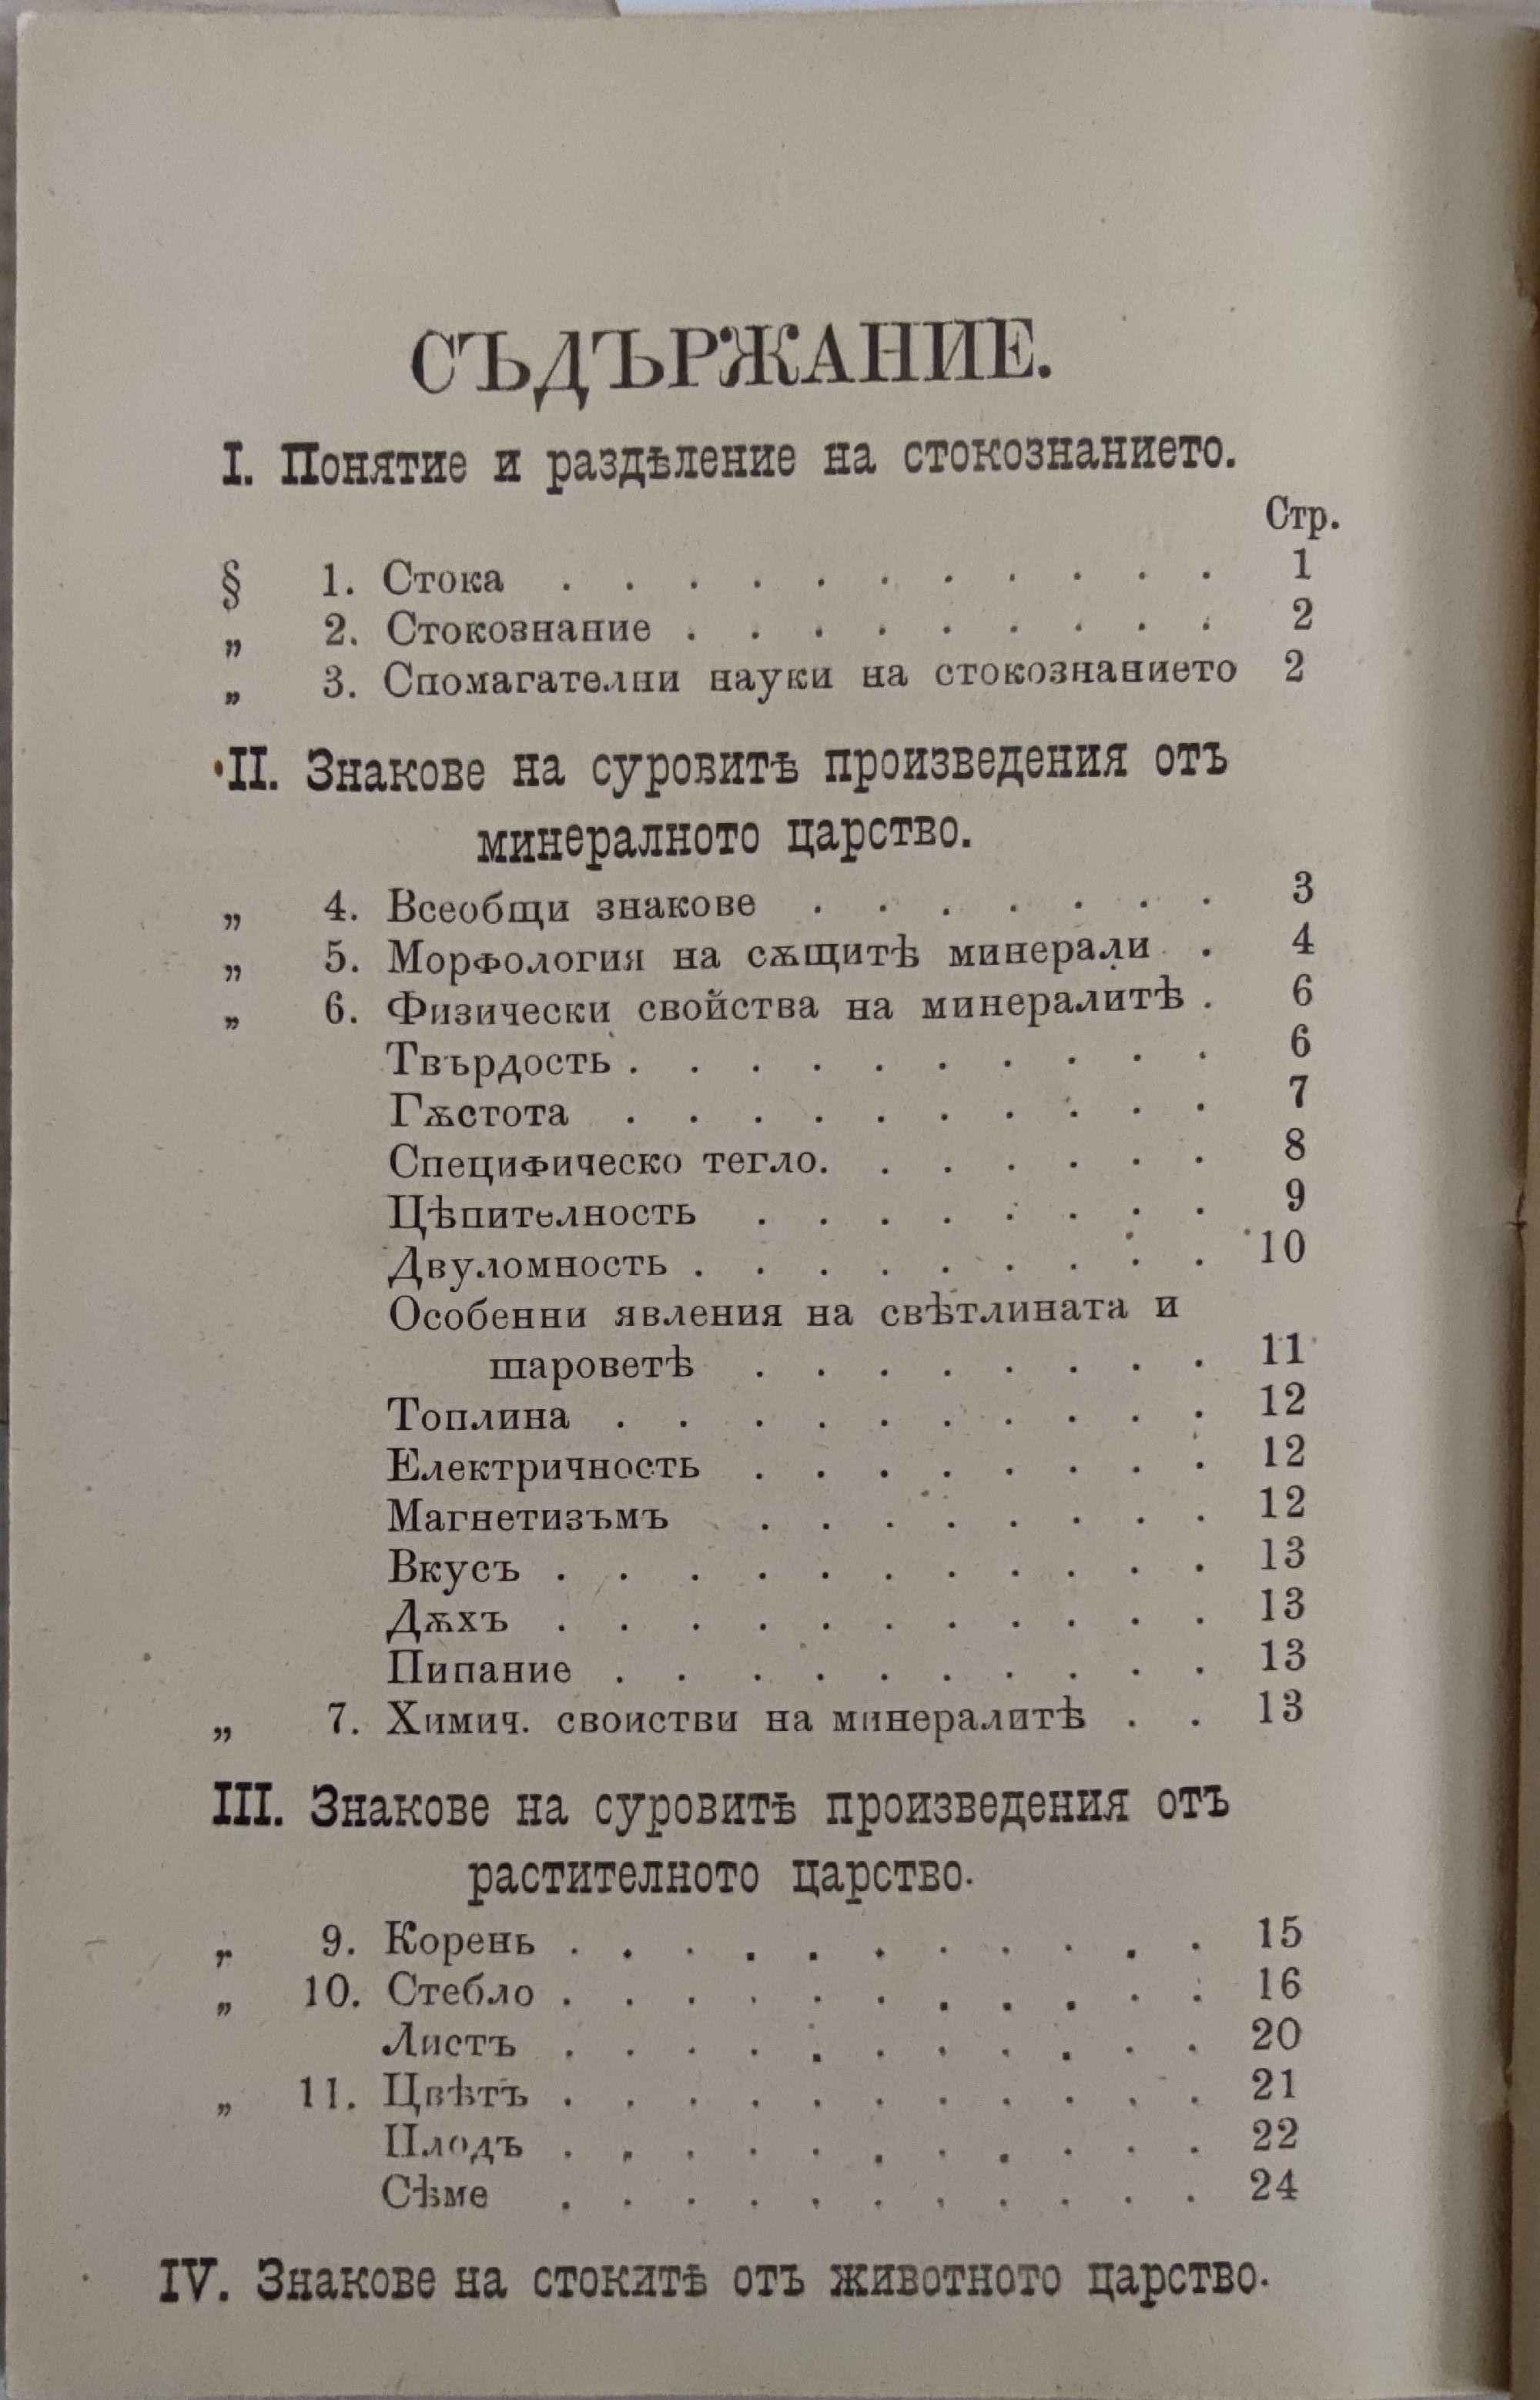 СЪДЪРЖАНИЕ.
I. Понятие и раздѣление на стокознанието.
Стр.
§ 1. Стока . . . . . . . . . . . 1
„ 2. Стокознание . . . . . . . . . 2
„ 3. Спомагателни науки на стокознанието 2
II. Знакове на суровитѣ произведения отъ
минералното царство.
„ 4. Всеобщи знакове . . . . . . . 3
„ 5. Морфология на сѫщитѣ минерали . 4
„ 6. Физически свойства на минералитѣ . 6
Твърдость . . . . . . . . . . 6
Гѫстота . . . . . . . . . . 7
Специфическо тегло. . . . . . . 8
Цѣпителность . . . . . . . . 9
Двуломность . . . . . . . . . 10
Особенни явления на свѣтлината и
шароветѣ . . . . . . . . 11
Топлина . . . . . . . . . . 12
Електричность . . . . . . . . 12
Магнетизъмъ . . . . . . . . 12
Вкусъ . . . . . . . . . . . 13
Дѫхъ . . . . . . . . . . . 13
Пипание . . . . . . . . . . 13
„ 7. Химич. своистви на минералитѣ . . 13
III. Знакове на суровитѣ произведения отъ
растителното царство.
„ 9. Корень . . . . . . . . . . . 15
„ 10. Стебло . . . . . . . . . . . 16
Листъ . . . . . . . . . . . 20
„ 11. Цвѣтъ . . . . . . . . . . . 21
Плодъ . . . . . . . . . . . 22
Сѣме . . . . . . . . . . . 24
IV. Знакове на стокитѣ отъ животното царство.